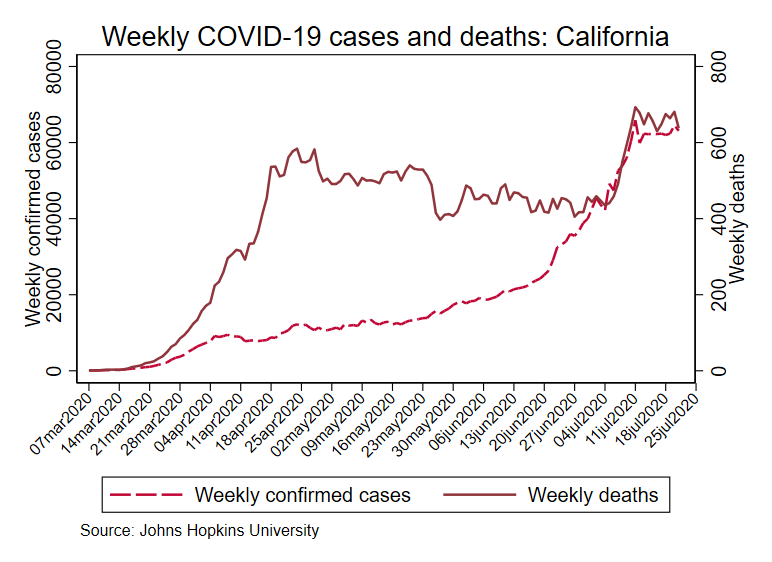 Weekly COVID-19 cases and deaths: California
Weekly confirmed cases
80000
60000
40000
20000
0
800
600
400
200
0
Weekly deaths
07mar2020
14mar2020
21mar2020
28mar2020
04apr2020
11apr2020
18apr2020
25apr2020
02may2020
09may2020
16may2020
23may2020
30may2020
06jun2020
13jun2020
20jun2020
27jun2020
04jul2020
11jul2020
18jul2020
25jul2020
Weekly confirmed cases Weekly deaths
Source: Johns Hopkins University